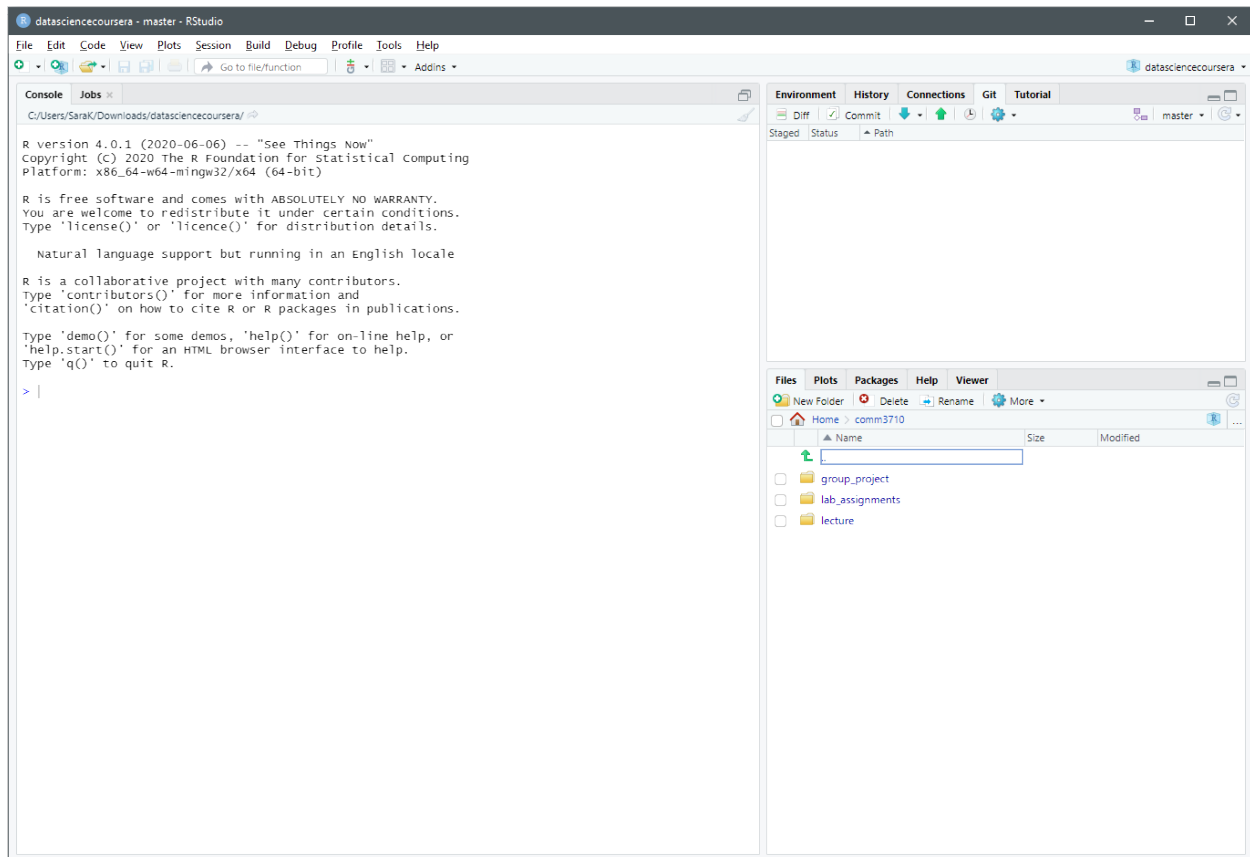 datasciencecoursera - master - RStudio
File Edit Code View Plots Session Build Debug Profile Tools Help
Go to file/function Addins datasciencecoursera
Console Jobs
C:/Users/SaraK/Downloads/datasciencecoursera/
R version 4.0.1 (2020-06-06) -- "See Things Now"
Copyright (C) 2020 The R Foundation for Statistical Computing
Platform: x86_64-w64-mingw32/x64 (64-bit)
R is free software and comes with ABSOLUTELY NO WARRANTY.
You are welcome to redistribute it under certain conditions.
Type 'license()' or 'licence()' for distribution details.
Natural language support but running in an English locale
R is a collaborative project with many contributors.
Type 'contributors()' for more information and
'citation()' on how to cite R or R packages in publications.
Type 'demo()' for some demos, 'help()' for on-line help, or
'help.start()' for an HTML browser interface to help.
Type 'q()' to quit R.
>
Environment History Connections Git Tutorial
Diff Commit master
Staged Status Path
Files Plots Packages Help Viewer
New Folder Delete Rename More
Home comm3710 ...
Name Size Modified
..
group_project
lab_assignments
lecture